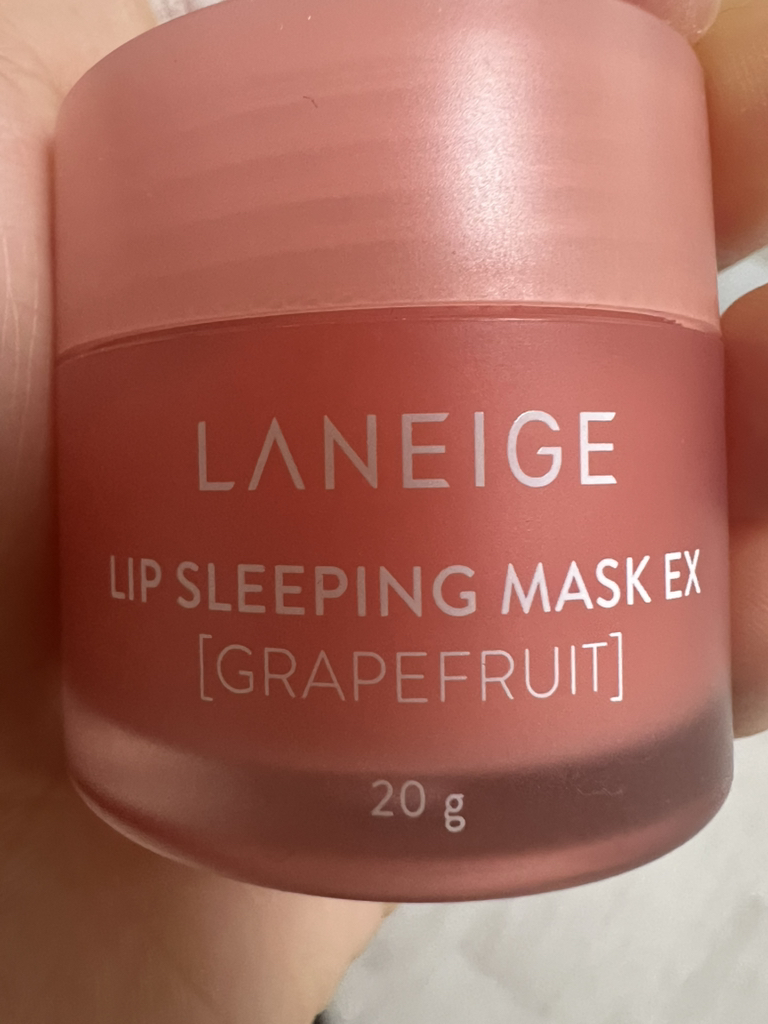 LANEIGE
LIP SLEEPING MASK EX
[GRAPEFRUIT]
20 g